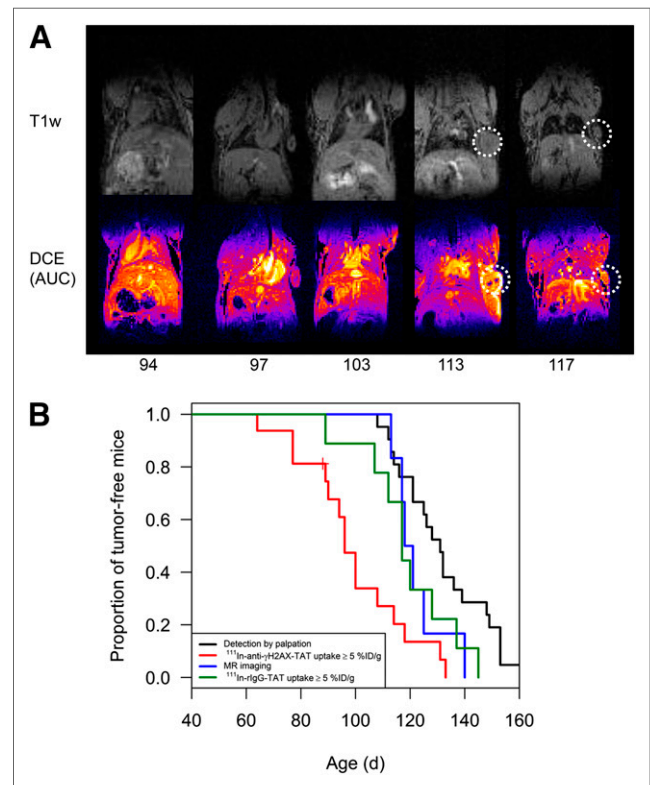 A
T1w
DCE
(AUC)
94 97 103 113 117
B
Proportion of tumor-free mice
1.0
0.8
0.6
0.4
0.2
0.0
Detection by palpation
¹¹¹In-anti-γH2AX-TAT uptake ≥ 5 %ID/g
MR imaging
¹¹¹In-rIgG-TAT uptake ≥ 5 %ID/g
40 60 80 100 120 140 160
Age (d)